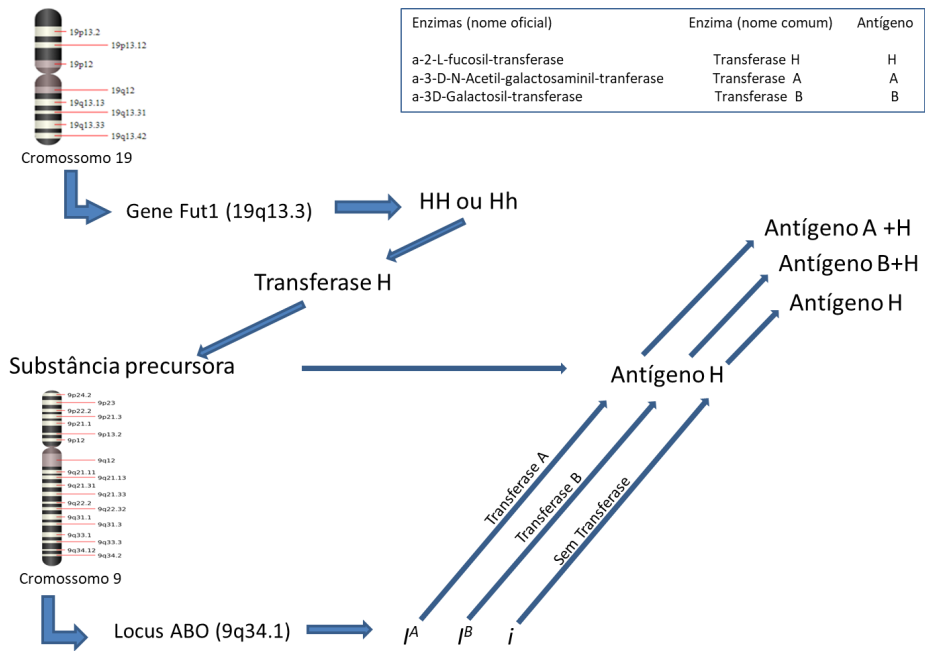 Enzimas (nome oficial) Enzima (nome comum) Antígeno
a-2-L-fucosil-transferase Transferase H H
a-3-D-N-Acetil-galactosaminil-tranferase Transferase A A
a-3D-Galactosil-transferase Transferase B B
19p13.2
19p13.12
19p12
19q12
19q13.13
19q13.31
19q13.33
19q13.42
Cromossomo 19
Gene Fut1 (19q13.3)
HH ou Hh
Transferase H
Substância precursora
Antígeno H
Antígeno A +H
Antígeno B+H
Antígeno H
Transferase A
Transferase B
Sem Transferase
9p24.2
9p23
9p22.2
9p21.3
9p21.1
9p13.2
9p12
9q12
9q21.11
9q21.13
9q21.31
9q21.33
9q22.2
9q22.32
9q31.1
9q31.3
9q33.1
9q33.3
9q34.12
9q34.2
Cromossomo 9
Locus ABO (9q34.1)
I^A
I^B
i